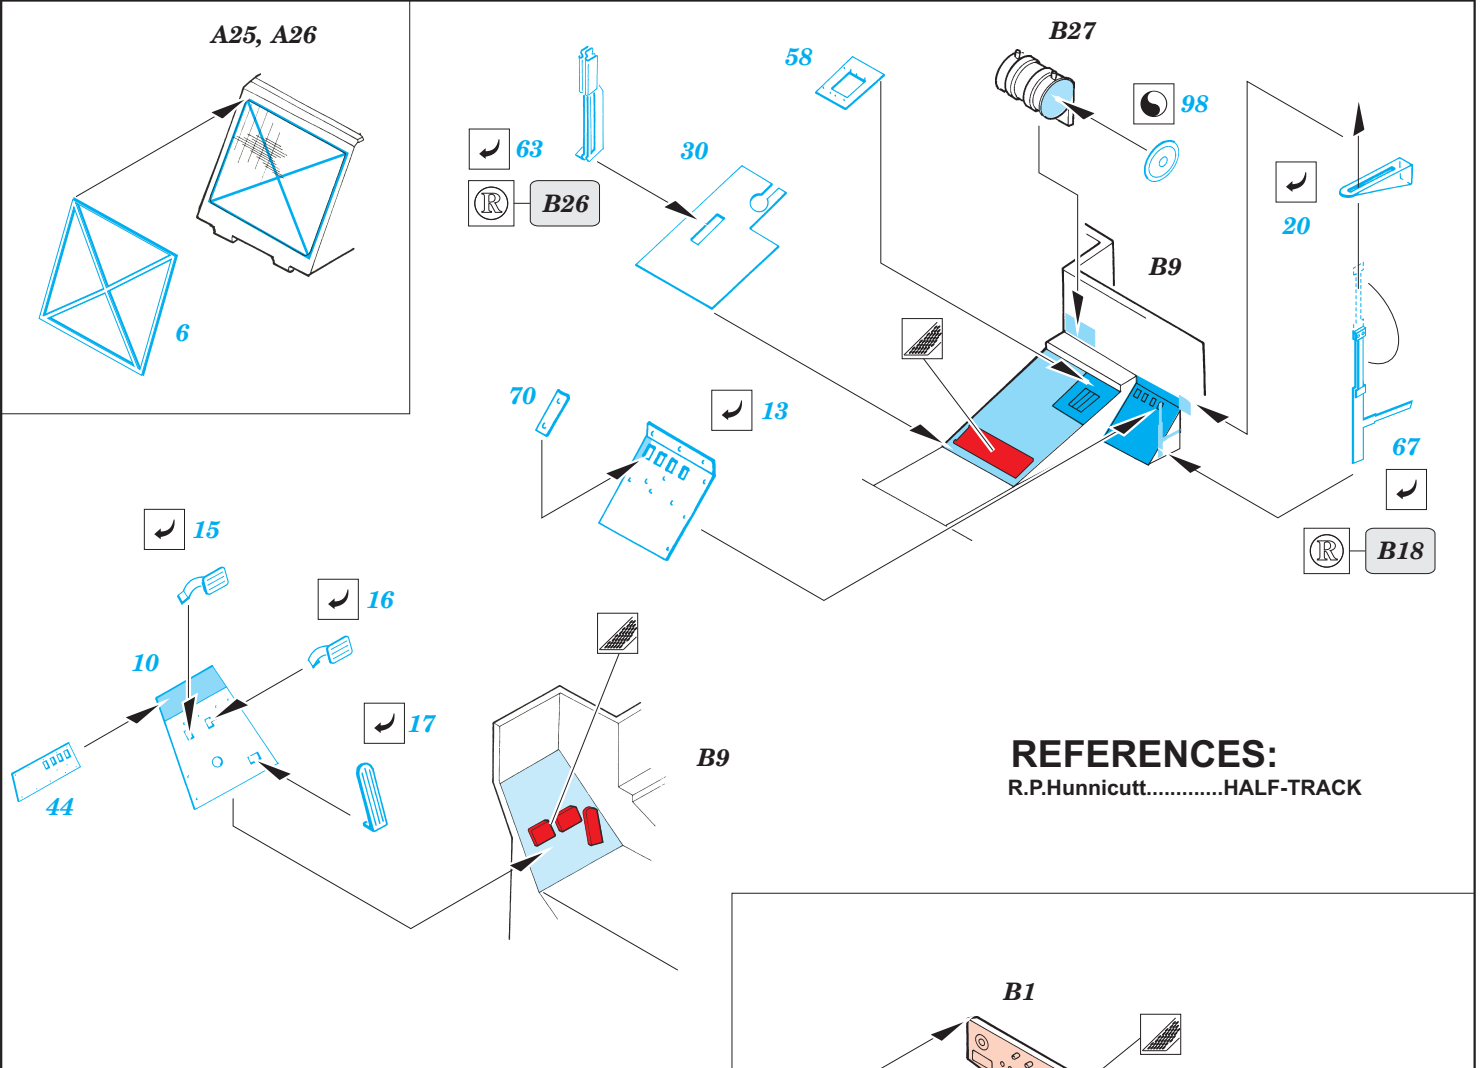 A25, A26
6
63
Ⓡ B26
58
30
B27
98
20
B9
67
Ⓡ B18
70
13
15
16
10
17
44
B9
REFERENCES:
R.P.Hunnicutt.............HALF-TRACK
B1